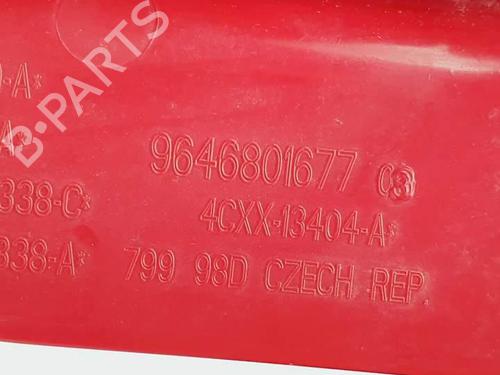 -A*
A*
338-C*
338-A*
9646801677 C3
4CXX-13404-A*
799 98D CZECH REP.
B-PARTS